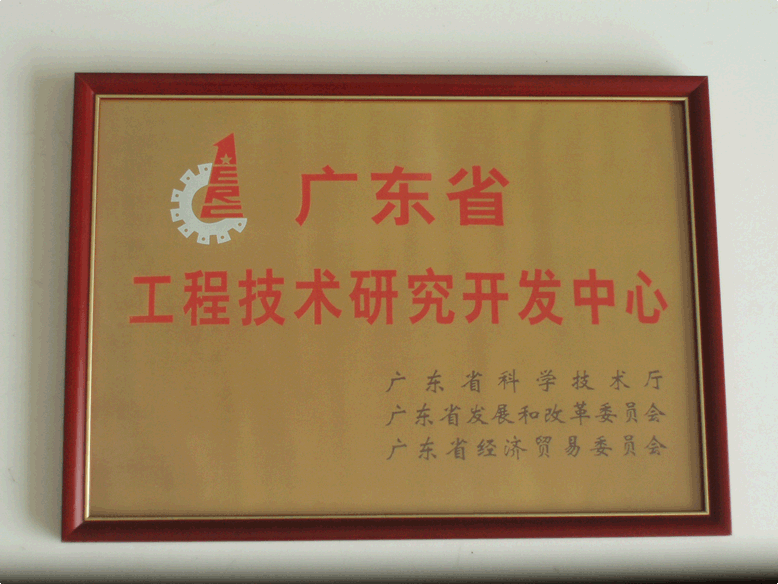 ERC
广东省
工程技术研究开发中心
广东省科学技术厅
广东省发展和改革委员会
广东省经济贸易委员会